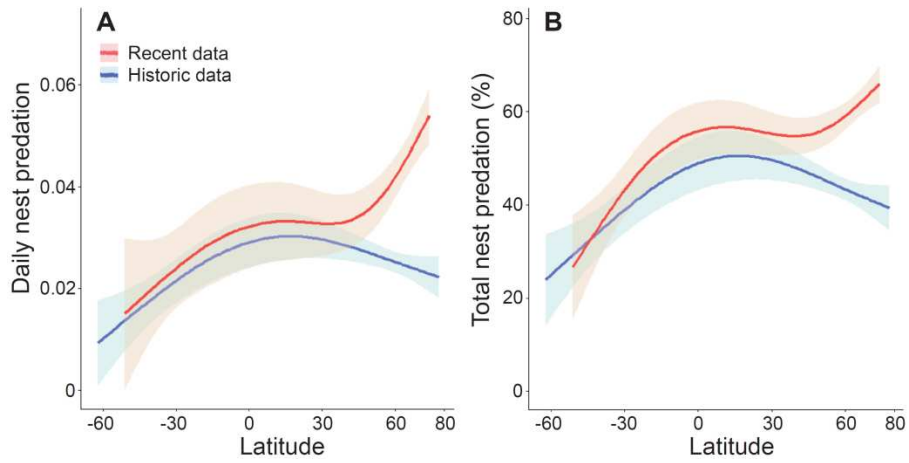 A
Recent data
Historic data
Daily nest predation
0.06
0.04
0.02
0
-60 -30 0 30 60 80
Latitude
B
Total nest predation (%)
80
60
40
20
0
-60 -30 0 30 60 80
Latitude